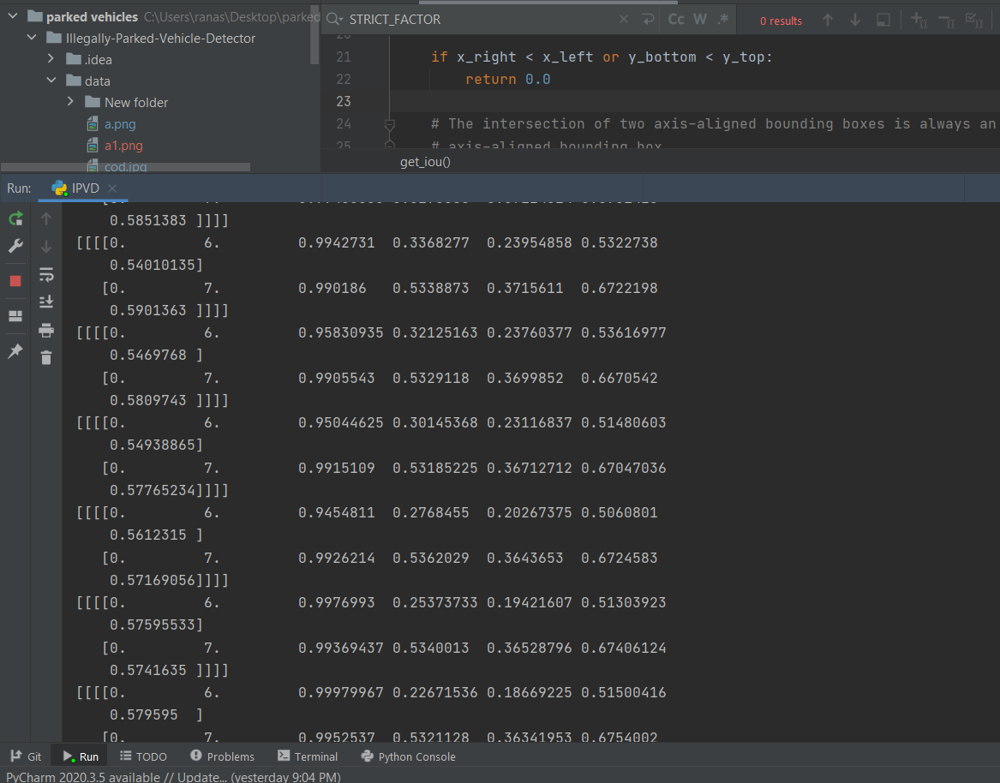 parked vehicles C:\Users\ranas\Desktop\parked
Illegally-Parked-Vehicle-Detector
.idea
data
New folder
a.png
a1.png
cod.jpg
STRICT_FACTOR
Cc W .*
0 results
20
21 if x_right < x_left or y_bottom < y_top:
22 return 0.0
23
24 # The intersection of two axis-aligned bounding boxes is always an
25 # axis-aligned bounding box
get_iou()
Run: IPVD
0.5851383 ]]]]
[[[[0. 6. 0.9942731 0.3368277 0.23954858 0.5322738
0.54010135]
[0. 7. 0.990186 0.5338873 0.3715611 0.6722198
0.5901363 ]]]]
[[[[0. 6. 0.95830935 0.32125163 0.23760377 0.53616977
0.5469768 ]
[0. 7. 0.9905543 0.5329118 0.3699852 0.6670542
0.5809743 ]]]]
[[[[0. 6. 0.95044625 0.30145368 0.23116837 0.51480603
0.54938865]
[0. 7. 0.9915109 0.53185225 0.36712712 0.67047036
0.57765234]]]]
[[[[0. 6. 0.9454811 0.2768455 0.20267375 0.5060801
0.5612315 ]
[0. 7. 0.9926214 0.5362029 0.3643653 0.6724583
0.57169056]]]]
[[[[0. 6. 0.9976993 0.25373733 0.19421607 0.51303923
0.57595533]
[0. 7. 0.99369437 0.5340013 0.36528796 0.67406124
0.5741635 ]]]]
[[[[0. 6. 0.99979967 0.22671536 0.18669225 0.51500416
0.579595 ]
[0. 7. 0.9952537 0.5321128 0.36341953 0.6754002
Git Run TODO Problems Terminal Python Console
PyCharm 2020.3.5 available // Update... (yesterday 9:04 PM)